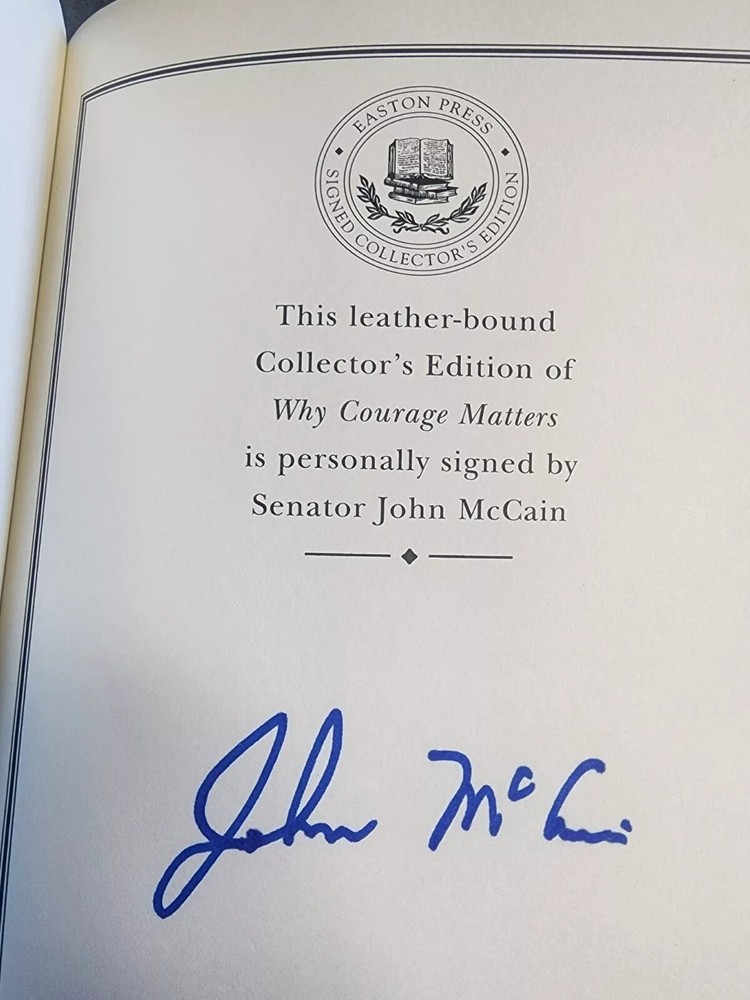 EASTON PRESS
SIGNED COLLECTOR'S EDITION
This leather-bound
Collector's Edition of
Why Courage Matters
is personally signed by
Senator John McCain
John McCain